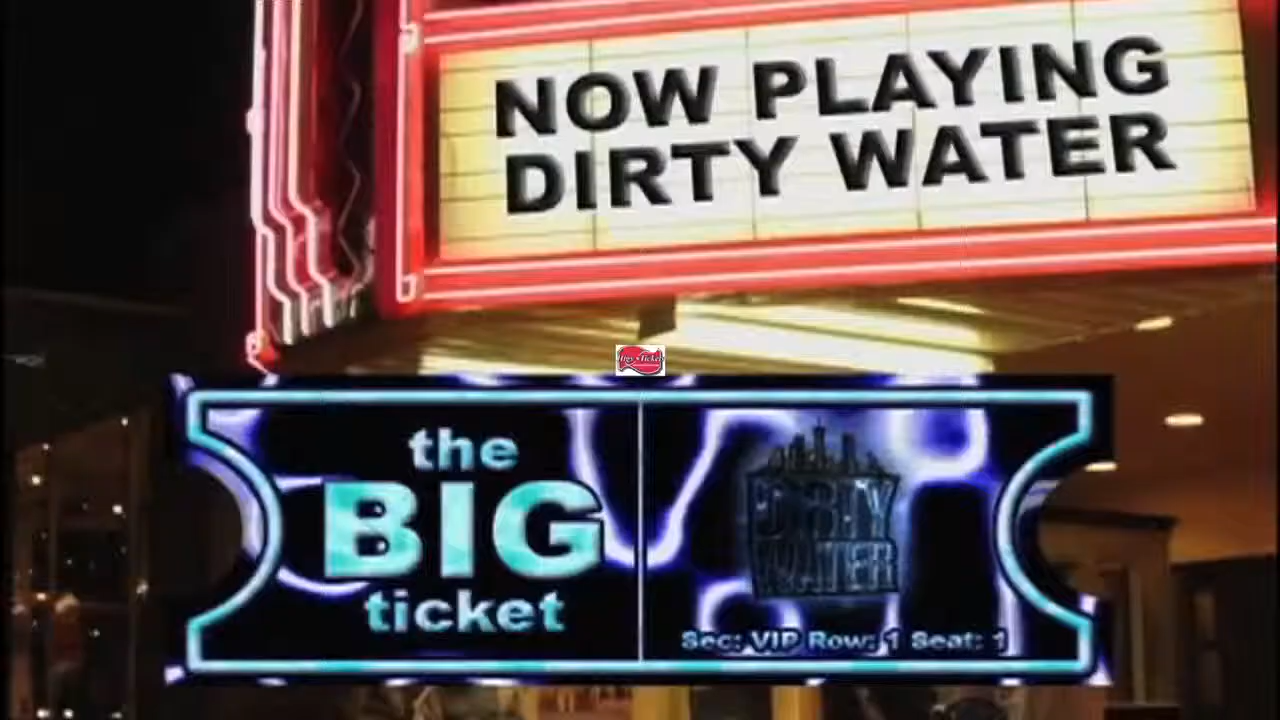 NOW PLAYING
DIRTY WATER
the
BIG
ticket
DIRTY
WATER
Sec: VIP Row: 1 Seat: 1